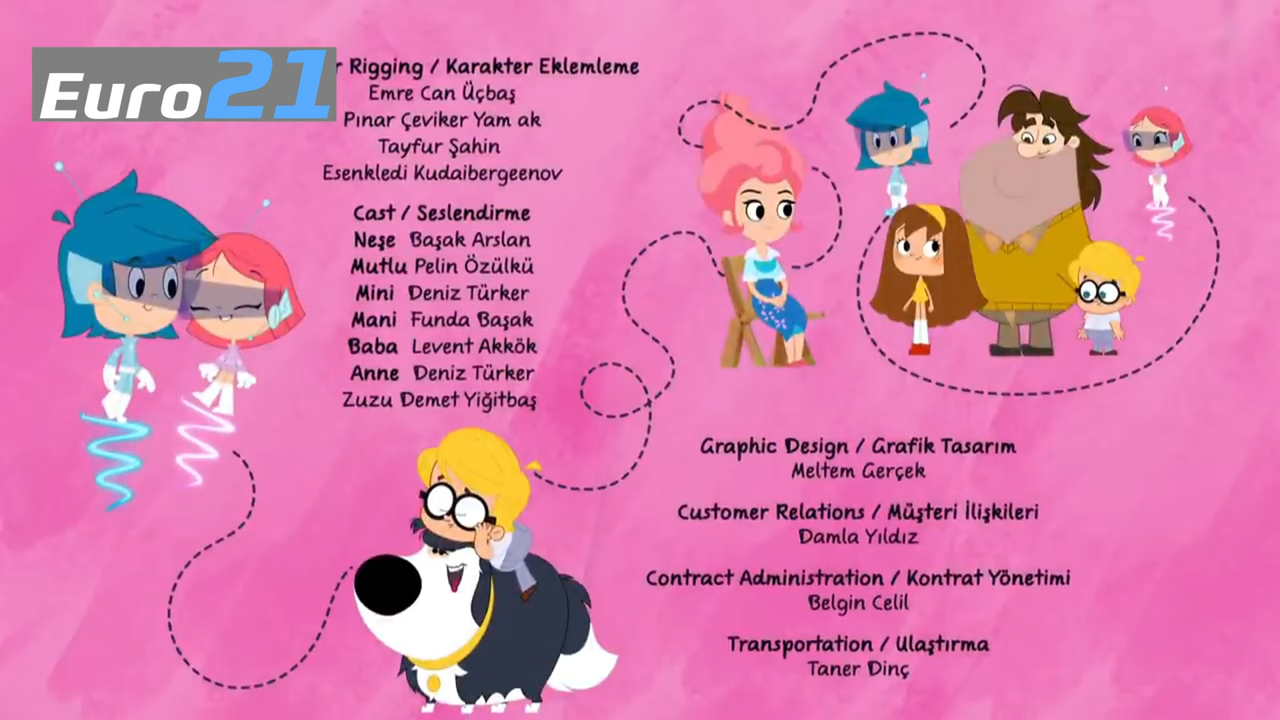 Euro21
Rigging / Karakter Eklemleme
Emre Can Üçbaş
Pınar Çeviker Yam ak
Tayfur Şahin
Esenkledi Kudaibergeenov
Cast / Seslendirme
Neşe Başak Arslan
Mutlu Pelin Özülkü
Mini Deniz Türker
Mani Funda Başak
Baba Levent Akkök
Anne Deniz Türker
Zuzu Demet Yiğitbaş
Graphic Design / Grafik Tasarım
Meltem Gerçek
Customer Relations / Müşteri İlişkileri
Damla Yıldız
Contract Administration / Kontrat Yönetimi
Belgin Celil
Transportation / Ulaştırma
Taner Dinç